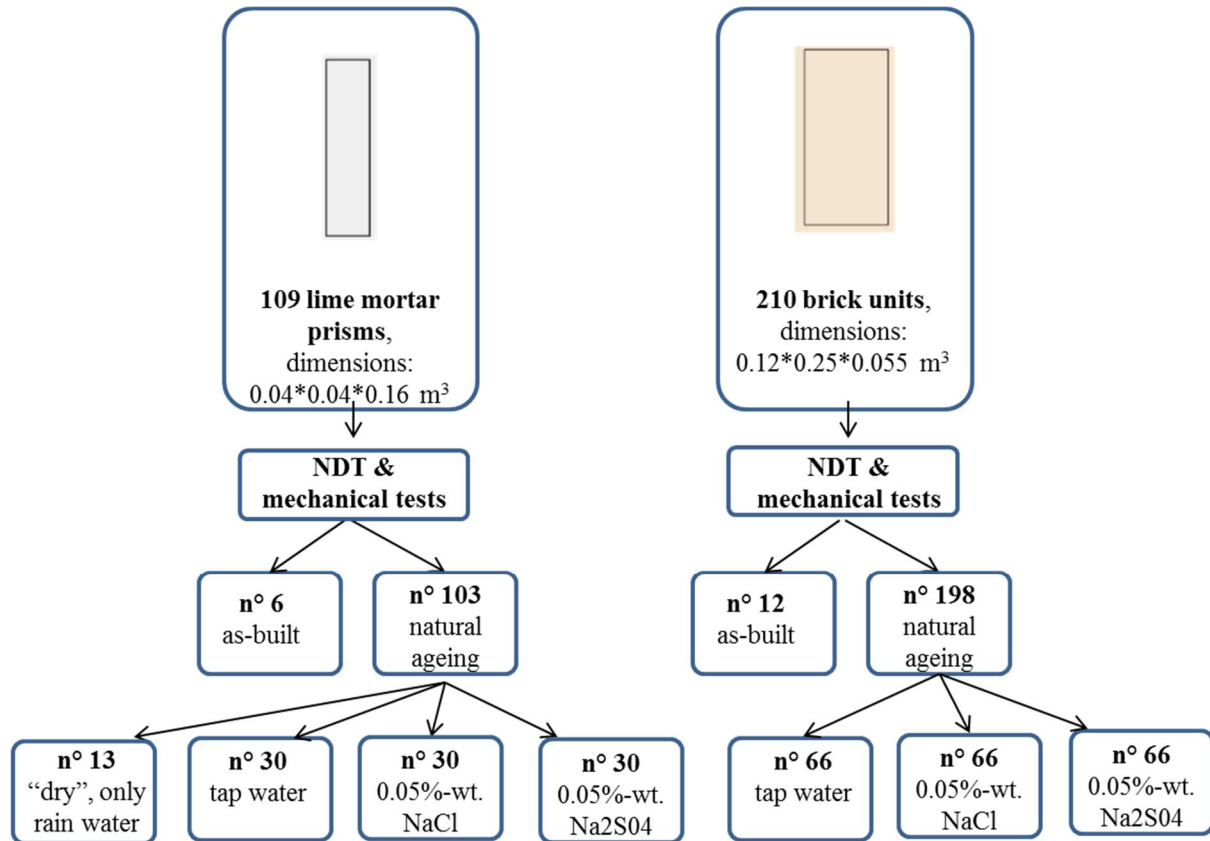 109 lime mortar
prisms,
dimensions:
0.04*0.04*0.16 m³
210 brick units,
dimensions:
0.12*0.25*0.055 m³
NDT &
mechanical tests
NDT &
mechanical tests
n° 6
as-built
n° 103
natural
ageing
n° 12
as-built
n° 198
natural
ageing
n° 13
“dry”, only
rain water
n° 30
tap water
n° 30
0.05%-wt.
NaCl
n° 30
0.05%-wt.
Na2S04
n° 66
tap water
n° 66
0.05%-wt.
NaCl
n° 66
0.05%-wt.
Na2S04